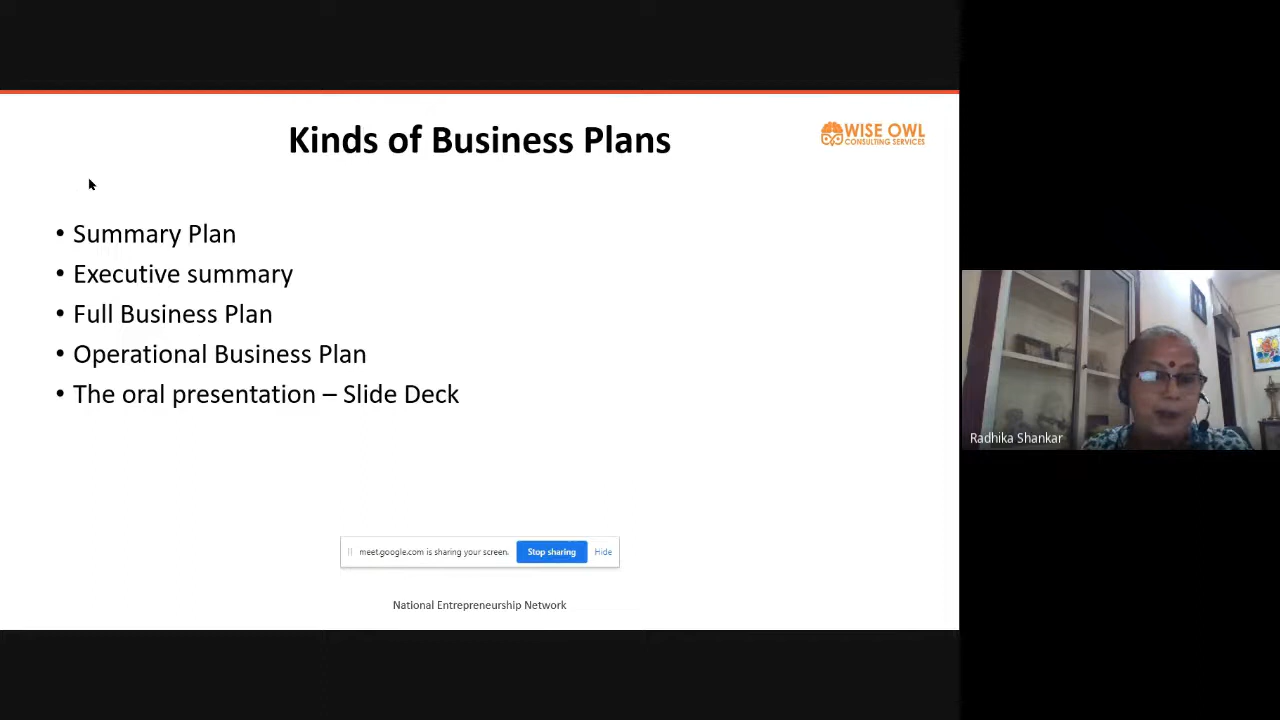 Kinds of Business Plans
WISE OWL
CONSULTING SERVICES
• Summary Plan
• Executive summary
• Full Business Plan
• Operational Business Plan
• The oral presentation – Slide Deck
Radhika Shankar
meet.google.com is sharing your screen. Stop sharing Hide
National Entrepreneurship Network